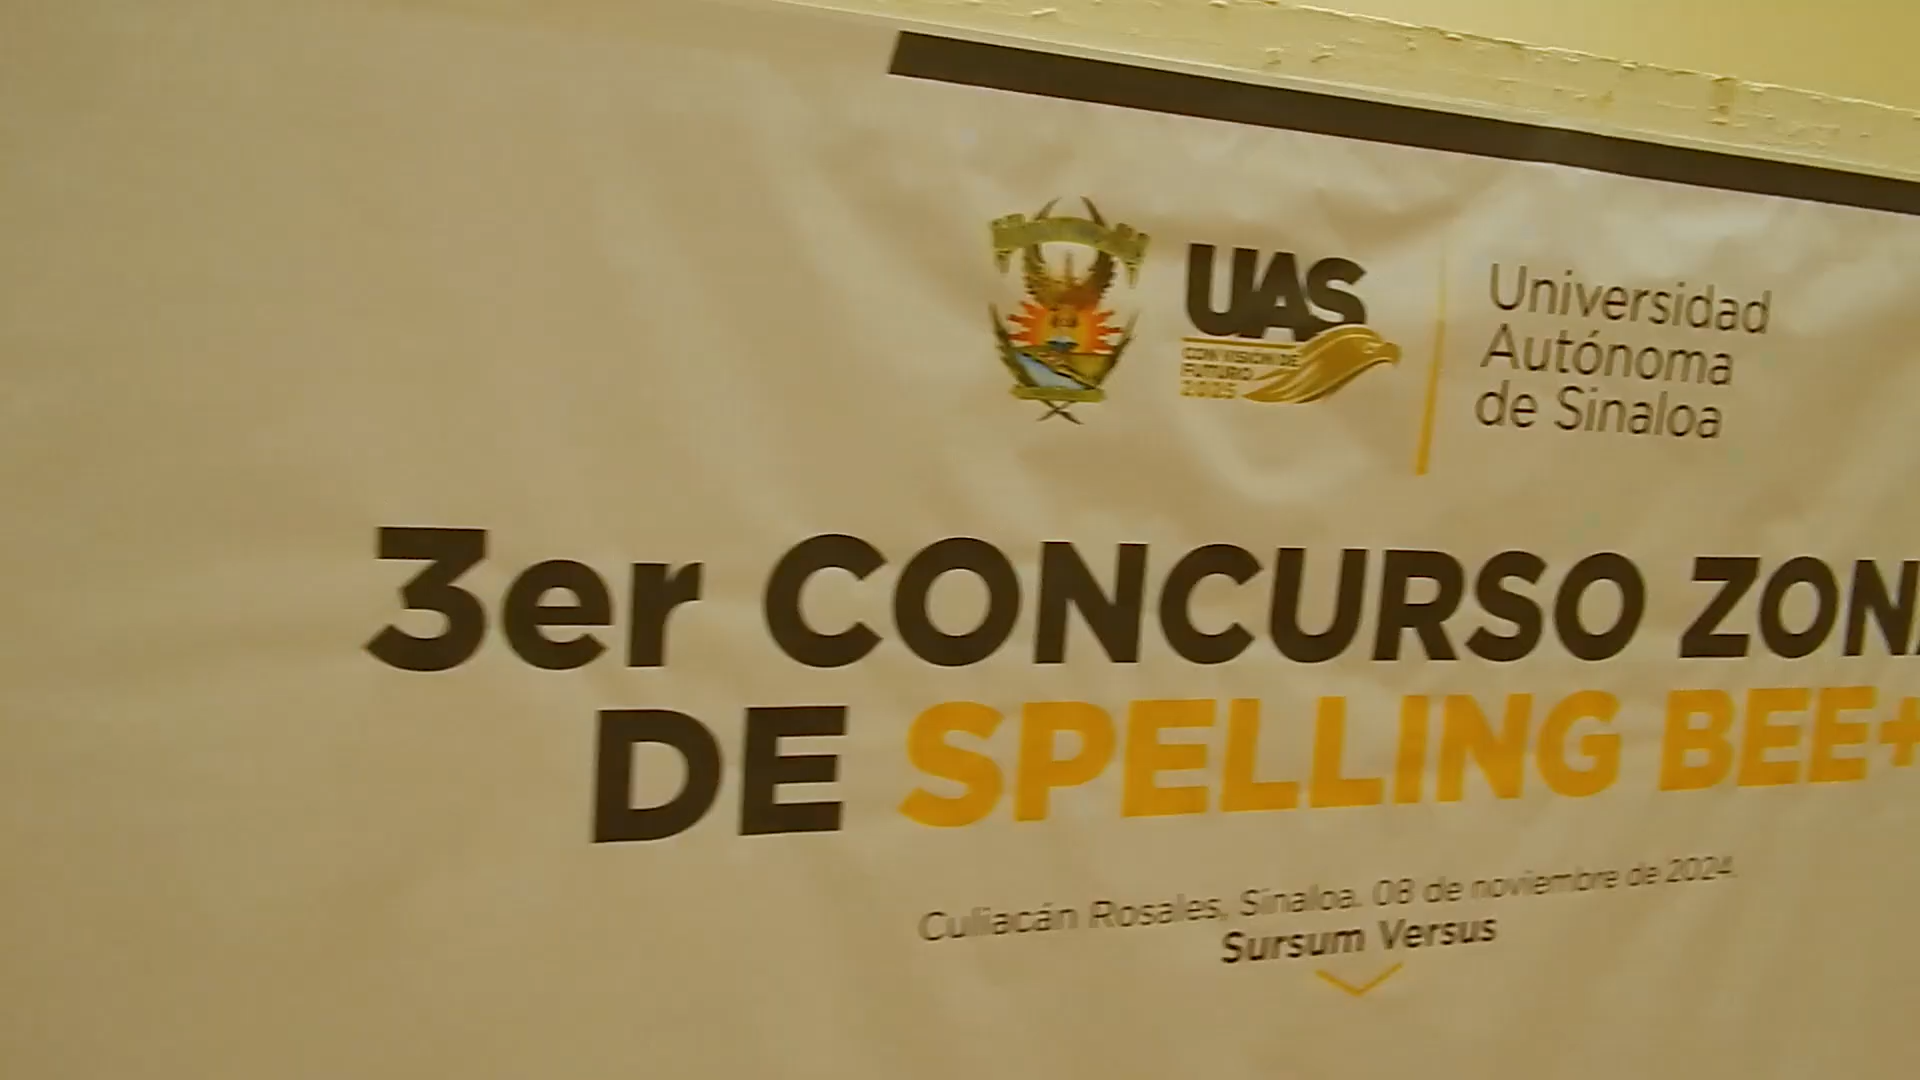 UAS
CON VISIÓN DE
FUTURO
2025
Universidad
Autónoma
de Sinaloa
3er CONCURSO ZON
DE SPELLING BEE+
Culiacán Rosales, Sinaloa. 08 de noviembre de 2024.
Sursum Versus